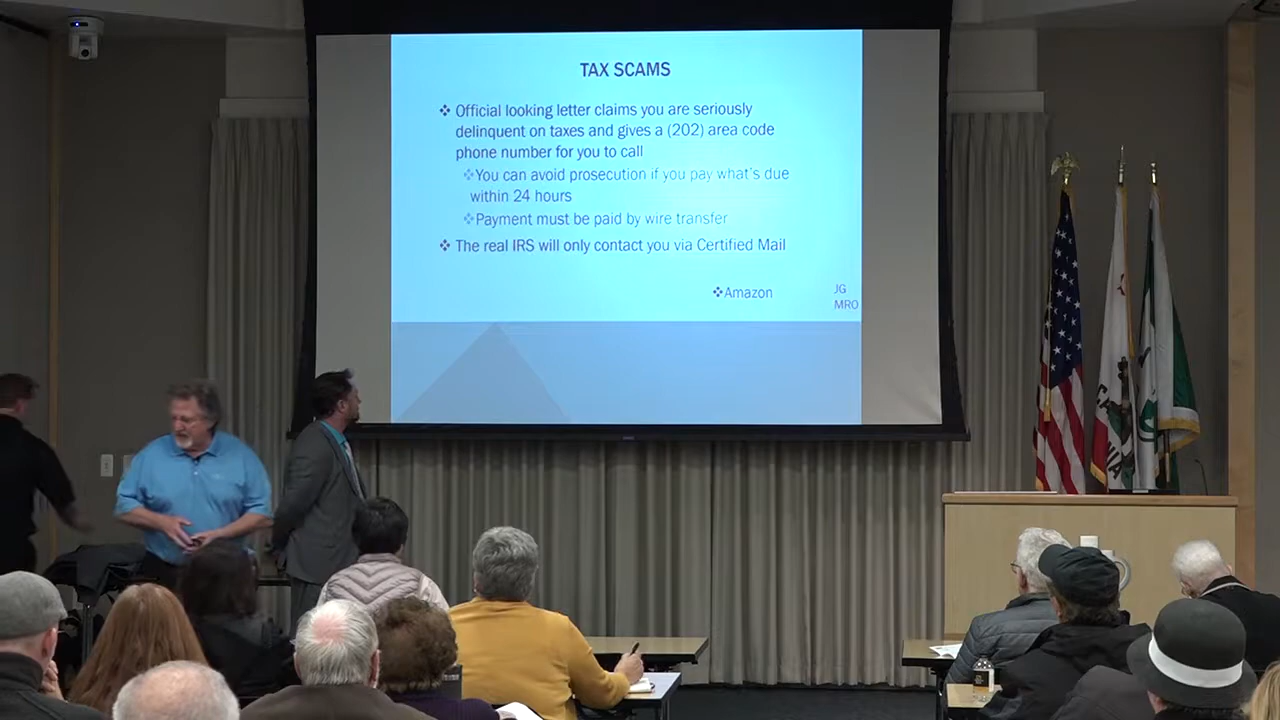 TAX SCAMS
❖ Official looking letter claims you are seriously
delinquent on taxes and gives a (202) area code
phone number for you to call
❖You can avoid prosecution if you pay what's due
within 24 hours
❖Payment must be paid by wire transfer
❖ The real IRS will only contact you via Certified Mail
❖Amazon
JG
MRO